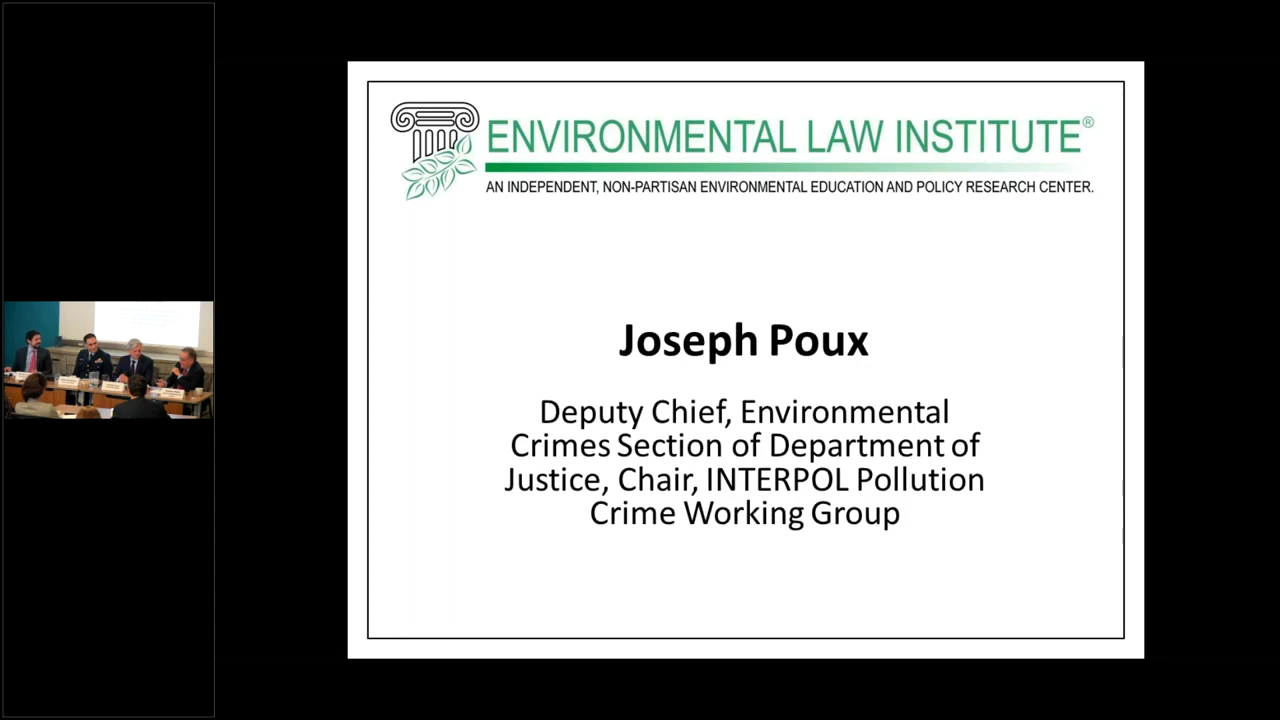 ENVIRONMENTAL LAW INSTITUTE®
AN INDEPENDENT, NON-PARTISAN ENVIRONMENTAL EDUCATION AND POLICY RESEARCH CENTER.
Joseph Poux
Deputy Chief, Environmental
Crimes Section of Department of
Justice, Chair, INTERPOL Pollution
Crime Working Group